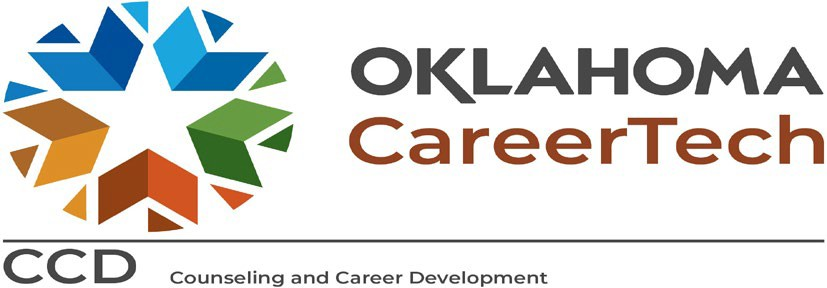 OKLAHOMA
CareerTech
CCD Counseling and Career Development